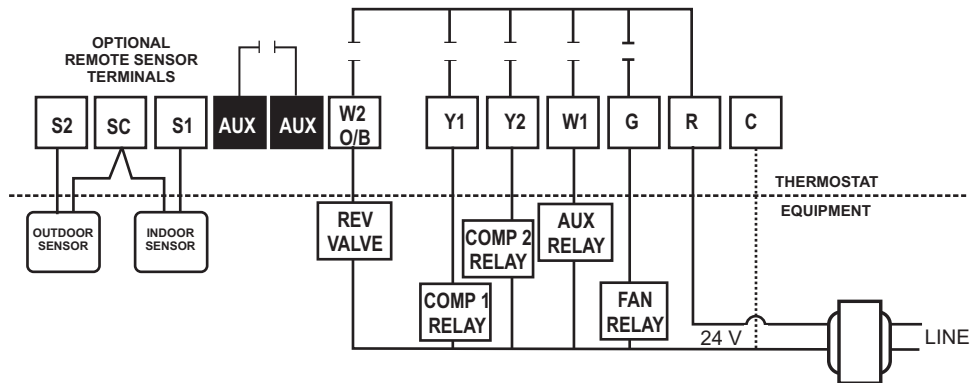 OPTIONAL
REMOTE SENSOR
TERMINALS
S2
SC
S1
AUX
AUX
W2
O/B
Y1
Y2
W1
G
R
C
THERMOSTAT
EQUIPMENT
OUTDOOR
SENSOR
INDOOR
SENSOR
REV
VALVE
COMP 1
RELAY
COMP 2
RELAY
AUX
RELAY
FAN
RELAY
24 V
LINE